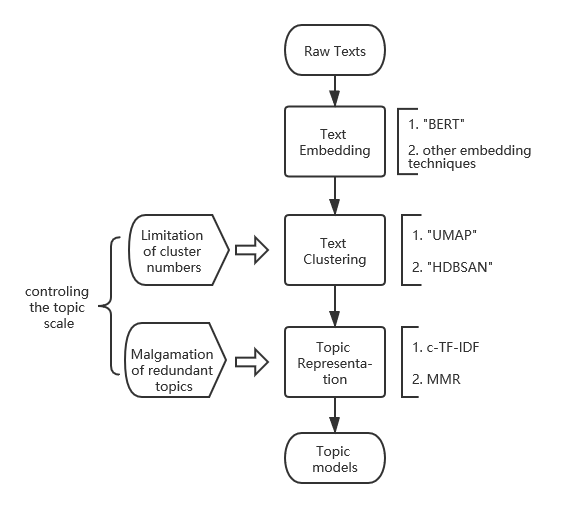 Raw Texts
Text
Embedding
1. "BERT"
2. other embedding
techniques
Limitation
of cluster
numbers
Text
Clustering
1. "UMAP"
2. "HDBSAN"
controling
the topic
scale
Malgamation
of redundant
topics
Topic
Representa-
tion
1. c-TF-IDF
2. MMR
Topic
models